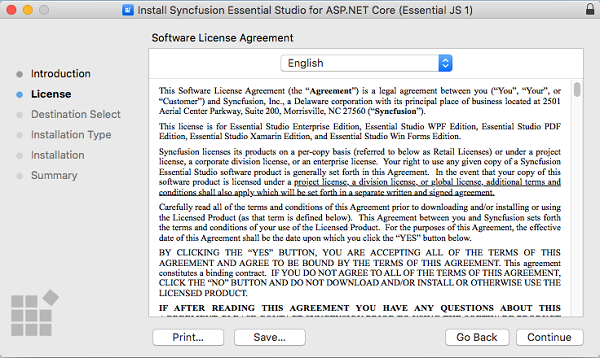 Install Syncfusion Essential Studio for ASP.NET Core (Essential JS 1)
Software License Agreement
English
Introduction
License
Destination Select
Installation Type
Installation
Summary
This Software License Agreement (the “Agreement”) is a legal agreement between you (“You”, “Your”, or
“Customer”) and Syncfusion, Inc., a Delaware corporation with its principal place of business located at 2501
Aerial Center Parkway, Suite 200, Morrisville, NC 27560 (“Syncfusion”).
This license is for Essential Studio Enterprise Edition, Essential Studio WPF Edition, Essential Studio PDF
Edition, Essential Studio Xamarin Edition, and Essential Studio Win Forms Edition.
Syncfusion licenses its products on a per-copy basis (referred to below as Retail Licenses) or under a project
license, a corporate division license, or an enterprise license. Your right to use any given copy of a Syncfusion
Essential Studio software product is generally set forth in this Agreement. In the event that your copy of this
software product is licensed under a project license, a division license, or global license, additional terms and
conditions shall also apply which will be set forth in a separate written and signed agreement.
Carefully read all of the terms and conditions of this Agreement prior to downloading and/or installing or using
the Licensed Product (as that term is defined below). This Agreement between you and Syncfusion sets forth
the terms and conditions of your use of the Licensed Product. For the purposes of this Agreement, the effective
date of this Agreement shall be the date upon which you click the “YES” button below.
BY CLICKING THE “YES” BUTTON, YOU ARE ACCEPTING ALL OF THE TERMS OF THIS
AGREEMENT AND AGREE TO BE BOUND BY THE TERMS OF THIS AGREEMENT. This agreement
constitutes a binding contract. IF YOU DO NOT AGREE TO ALL OF THE TERMS OF THIS AGREEMENT,
CLICK THE “NO” BUTTON AND DO NOT DOWNLOAD AND/OR INSTALL OR OTHERWISE USE THE
LICENSED PRODUCT.
IF AFTER READING THIS AGREEMENT YOU HAVE ANY QUESTIONS ABOUT THIS
Print...
Save...
Go Back
Continue